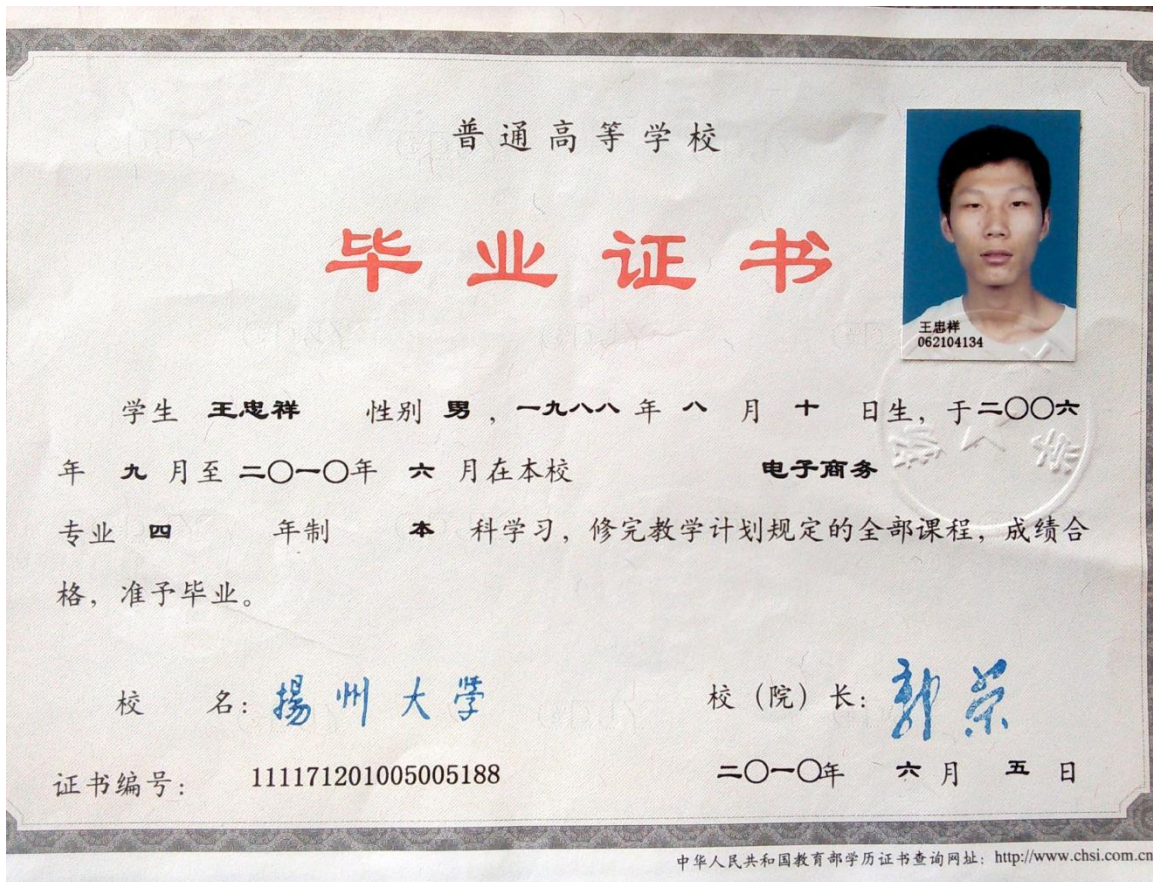 普通高等学校
毕业证书
王忠祥
062104134
学生 王忠祥 性别 男，一九八八年 八 月 十 日生，于二〇〇六
年 九 月至二〇一〇年 六 月在本校 电子商务
专业 四 年制 本 科学习，修完教学计划规定的全部课程，成绩合
格，准予毕业。
校 名：揚州大学 校（院）长：郭荣
证书编号： 111171201005005188 二〇一〇年 六 月 五 日
中华人民共和国教育部学历证书查询网址：http://www.chsi.com.cn